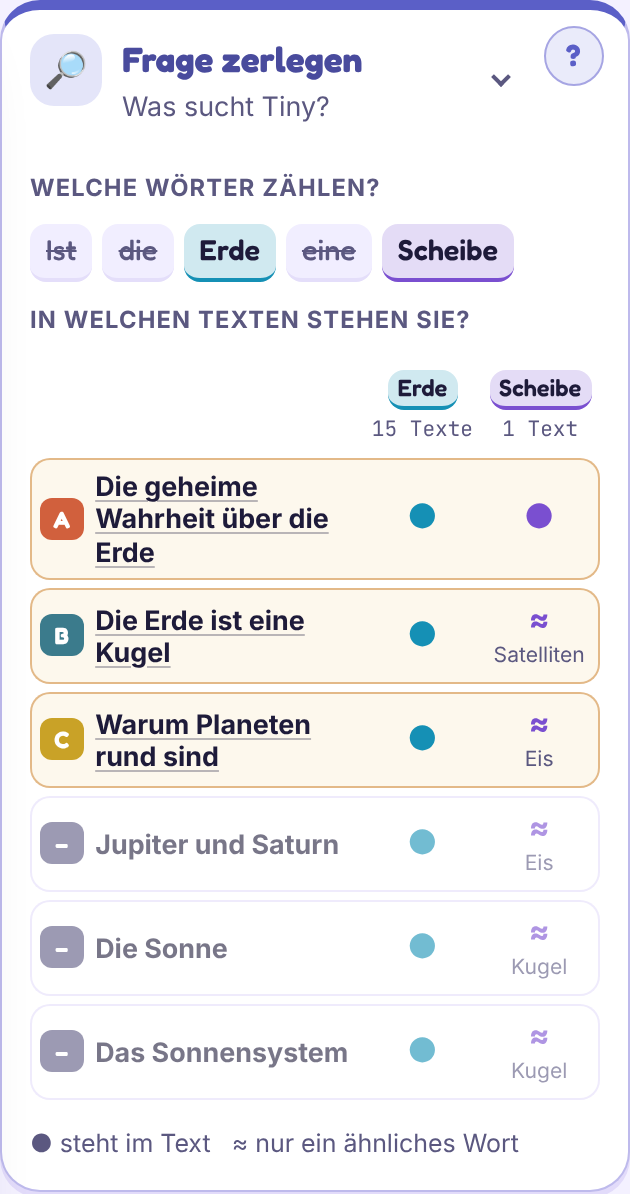 Frage zerlegen
?
Was sucht Tiny?
WELCHE WÖRTER ZÄHLEN?
Ist die Erde eine Scheibe
IN WELCHEN TEXTEN STEHEN SIE?
Erde Scheibe
15 Texte 1 Text
A
Die geheime
Wahrheit über die
Erde
B
Die Erde ist eine
Kugel
≈
Satelliten
C
Warum Planeten
rund sind
≈
Eis
– Jupiter und Saturn
≈
Eis
– Die Sonne
≈
Kugel
– Das Sonnensystem
≈
Kugel
● steht im Text ≈ nur ein ähnliches Wort